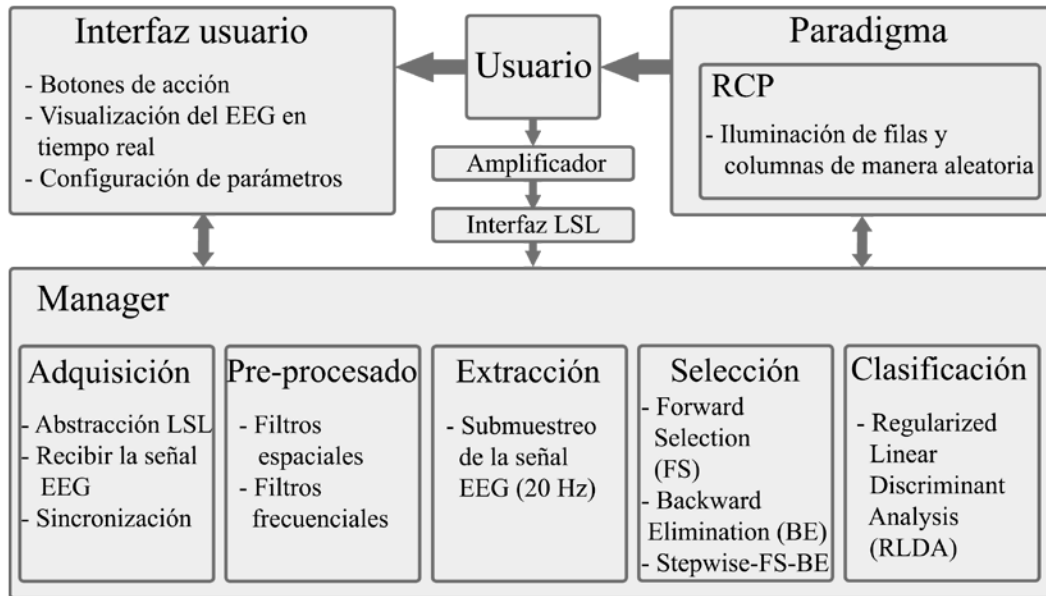 Interfaz usuario
- Botones de acción
- Visualización del EEG en
tiempo real
- Configuración de parámetros
Usuario
Amplificador
Interfaz LSL
Paradigma
RCP
- Iluminación de filas y
columnas de manera aleatoria
Manager
Adquisición
- Abstracción LSL
- Recibir la señal
EEG
- Sincronización
Pre-procesado
- Filtros
espaciales
- Filtros
frecuenciales
Extracción
- Submuestreo
de la señal
EEG (20 Hz)
Selección
- Forward
Selection
(FS)
- Backward
Elimination (BE)
- Stepwise-FS-BE
Clasificación
- Regularized
Linear
Discriminant
Analysis
(RLDA)